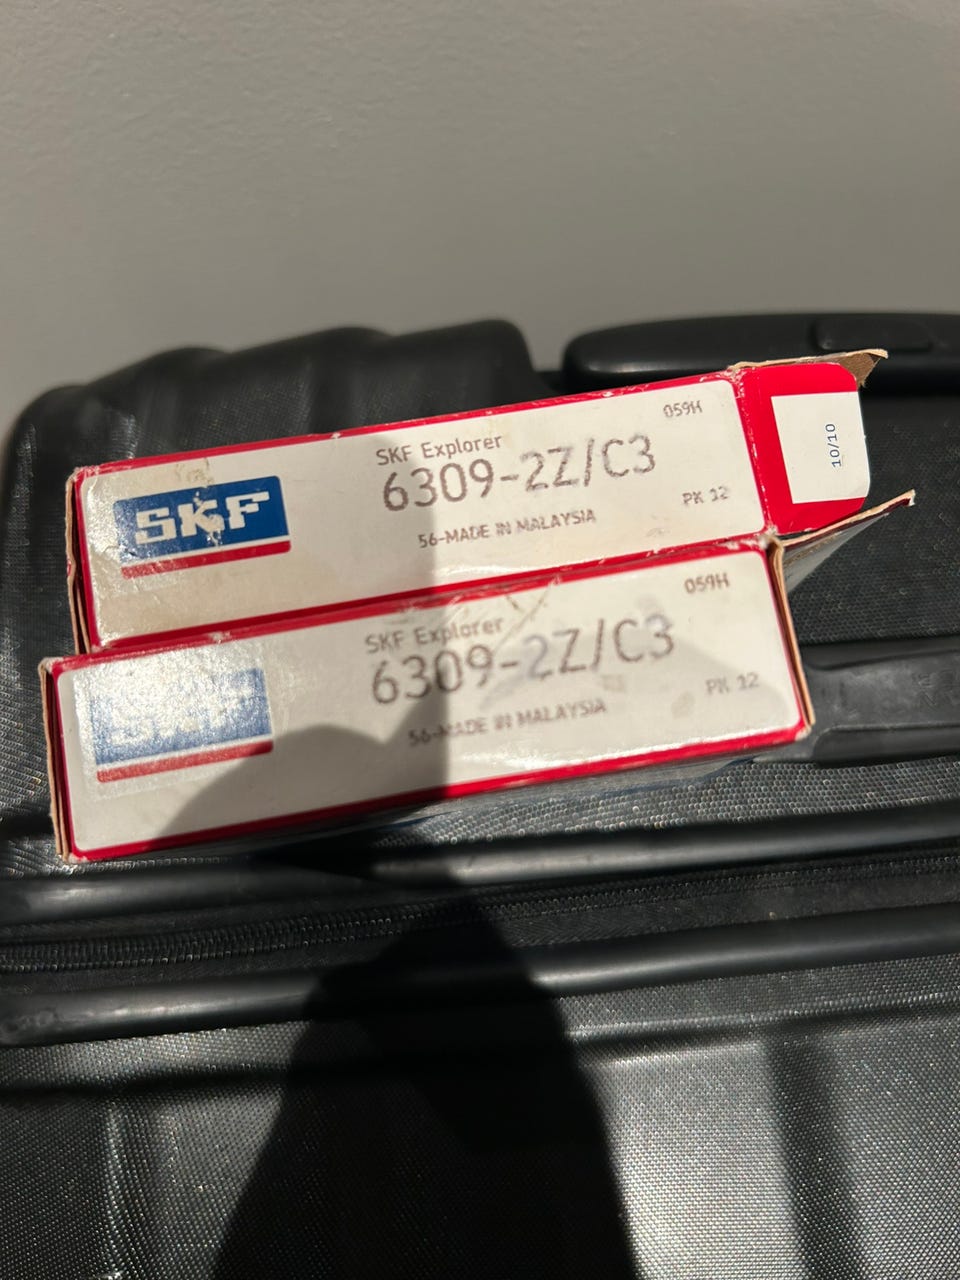 059H
SKF Explorer
6309-2Z/C3
SKF
PK 12
56-MADE IN MALAYSIA
10/10
059H
SKF Explorer
6309-2Z/C3
SKF
PK 12
56-MADE IN MALAYSIA